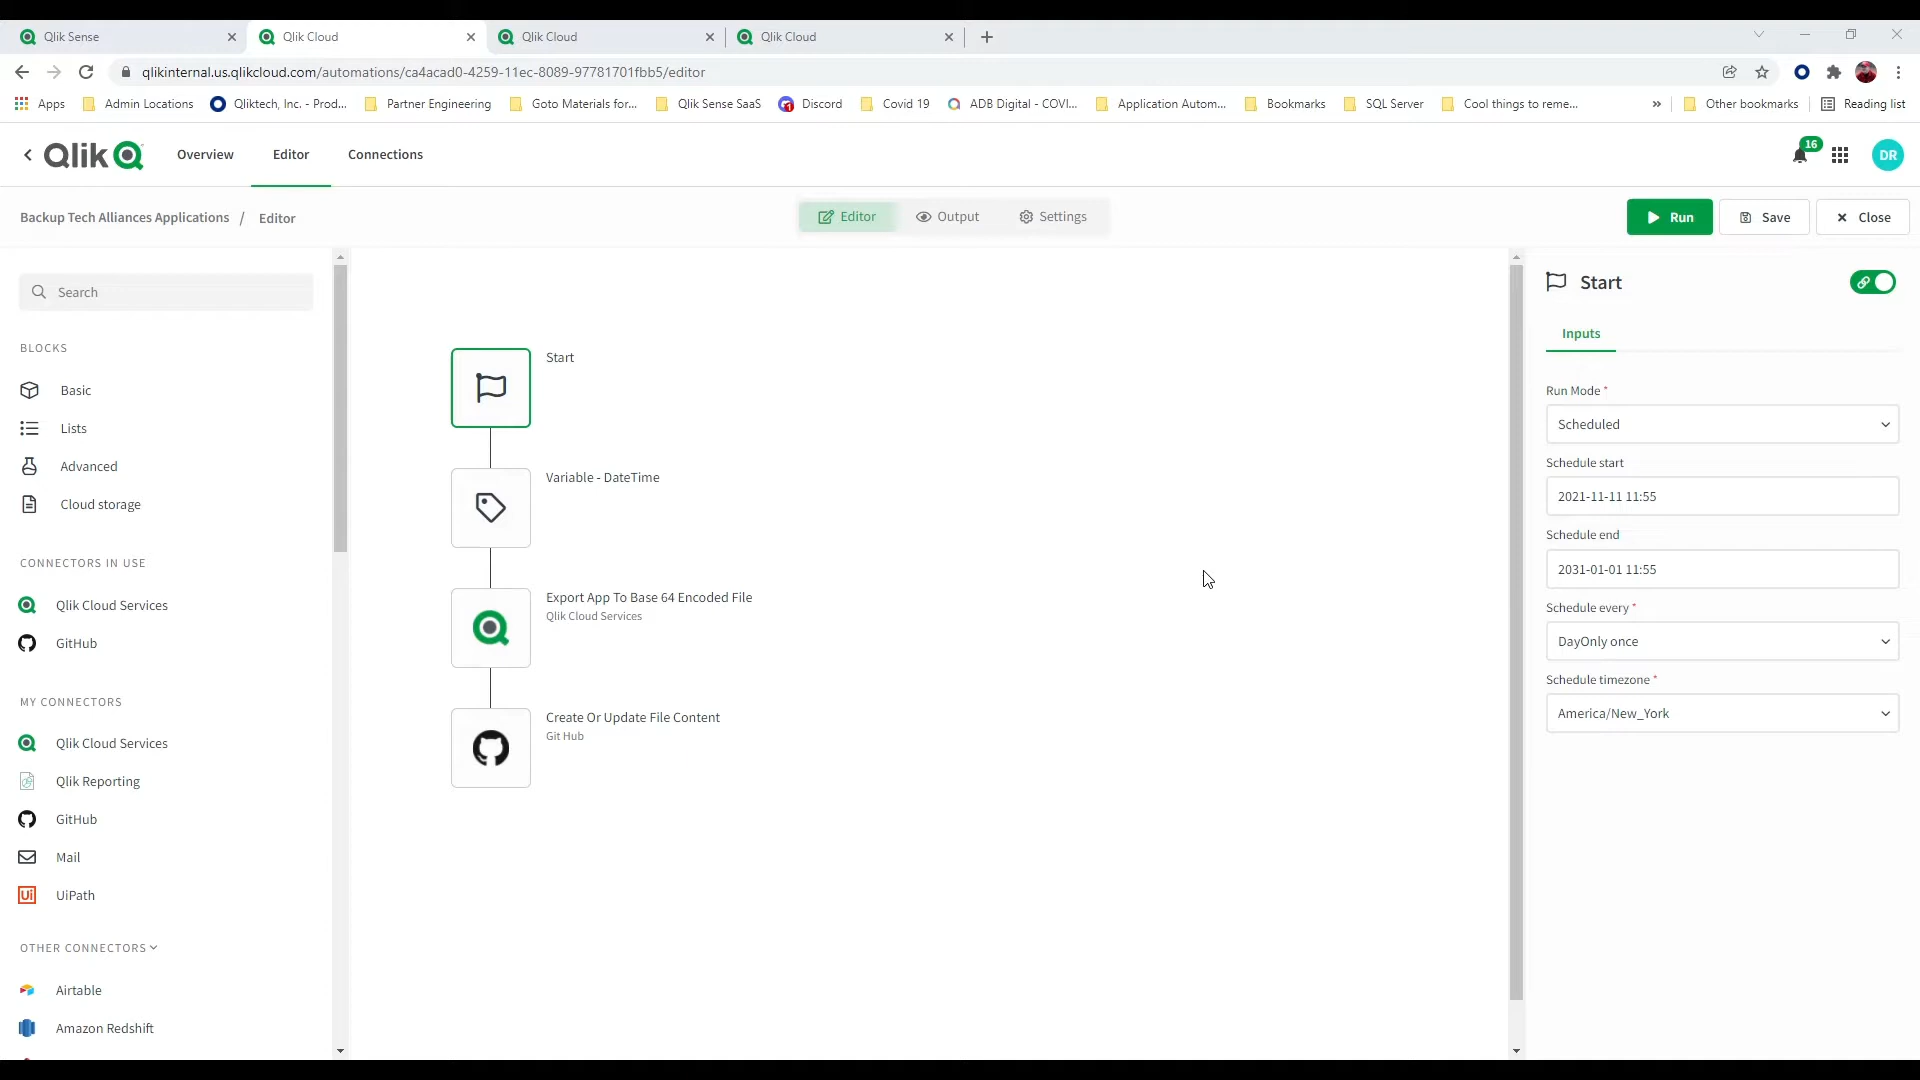 Qlik Sense
Qlik Cloud
Qlik Cloud
Qlik Cloud
qlikinternal.us.qlikcloud.com/automations/ca4acad0-4259-11ec-8089-97781701fbb5/editor
Apps
Admin Locations
Qliktech, Inc. - Prod...
Partner Engineering
Goto Materials for...
Qlik Sense SaaS
Discord
Covid 19
ADB Digital - COVI...
Application Autom...
Bookmarks
SQL Server
Cool things to reme...
»
Other bookmarks
Reading list
Qlik
Overview
Editor
Connections
16
DR
Backup Tech Alliances Applications / Editor
Editor
Output
Settings
Run
Save
Close
Search
BLOCKS
Basic
Lists
Advanced
Cloud storage
CONNECTORS IN USE
Qlik Cloud Services
GitHub
MY CONNECTORS
Qlik Cloud Services
Qlik Reporting
GitHub
Mail
Ui
UiPath
OTHER CONNECTORS
Airtable
Amazon Redshift
Start
Variable - DateTime
Export App To Base 64 Encoded File
Qlik Cloud Services
Create Or Update File Content
Git Hub
Start
Inputs
Run Mode *
Scheduled
Schedule start
2021-11-11 11:55
Schedule end
2031-01-01 11:55
Schedule every *
DayOnly once
Schedule timezone *
America/New_York